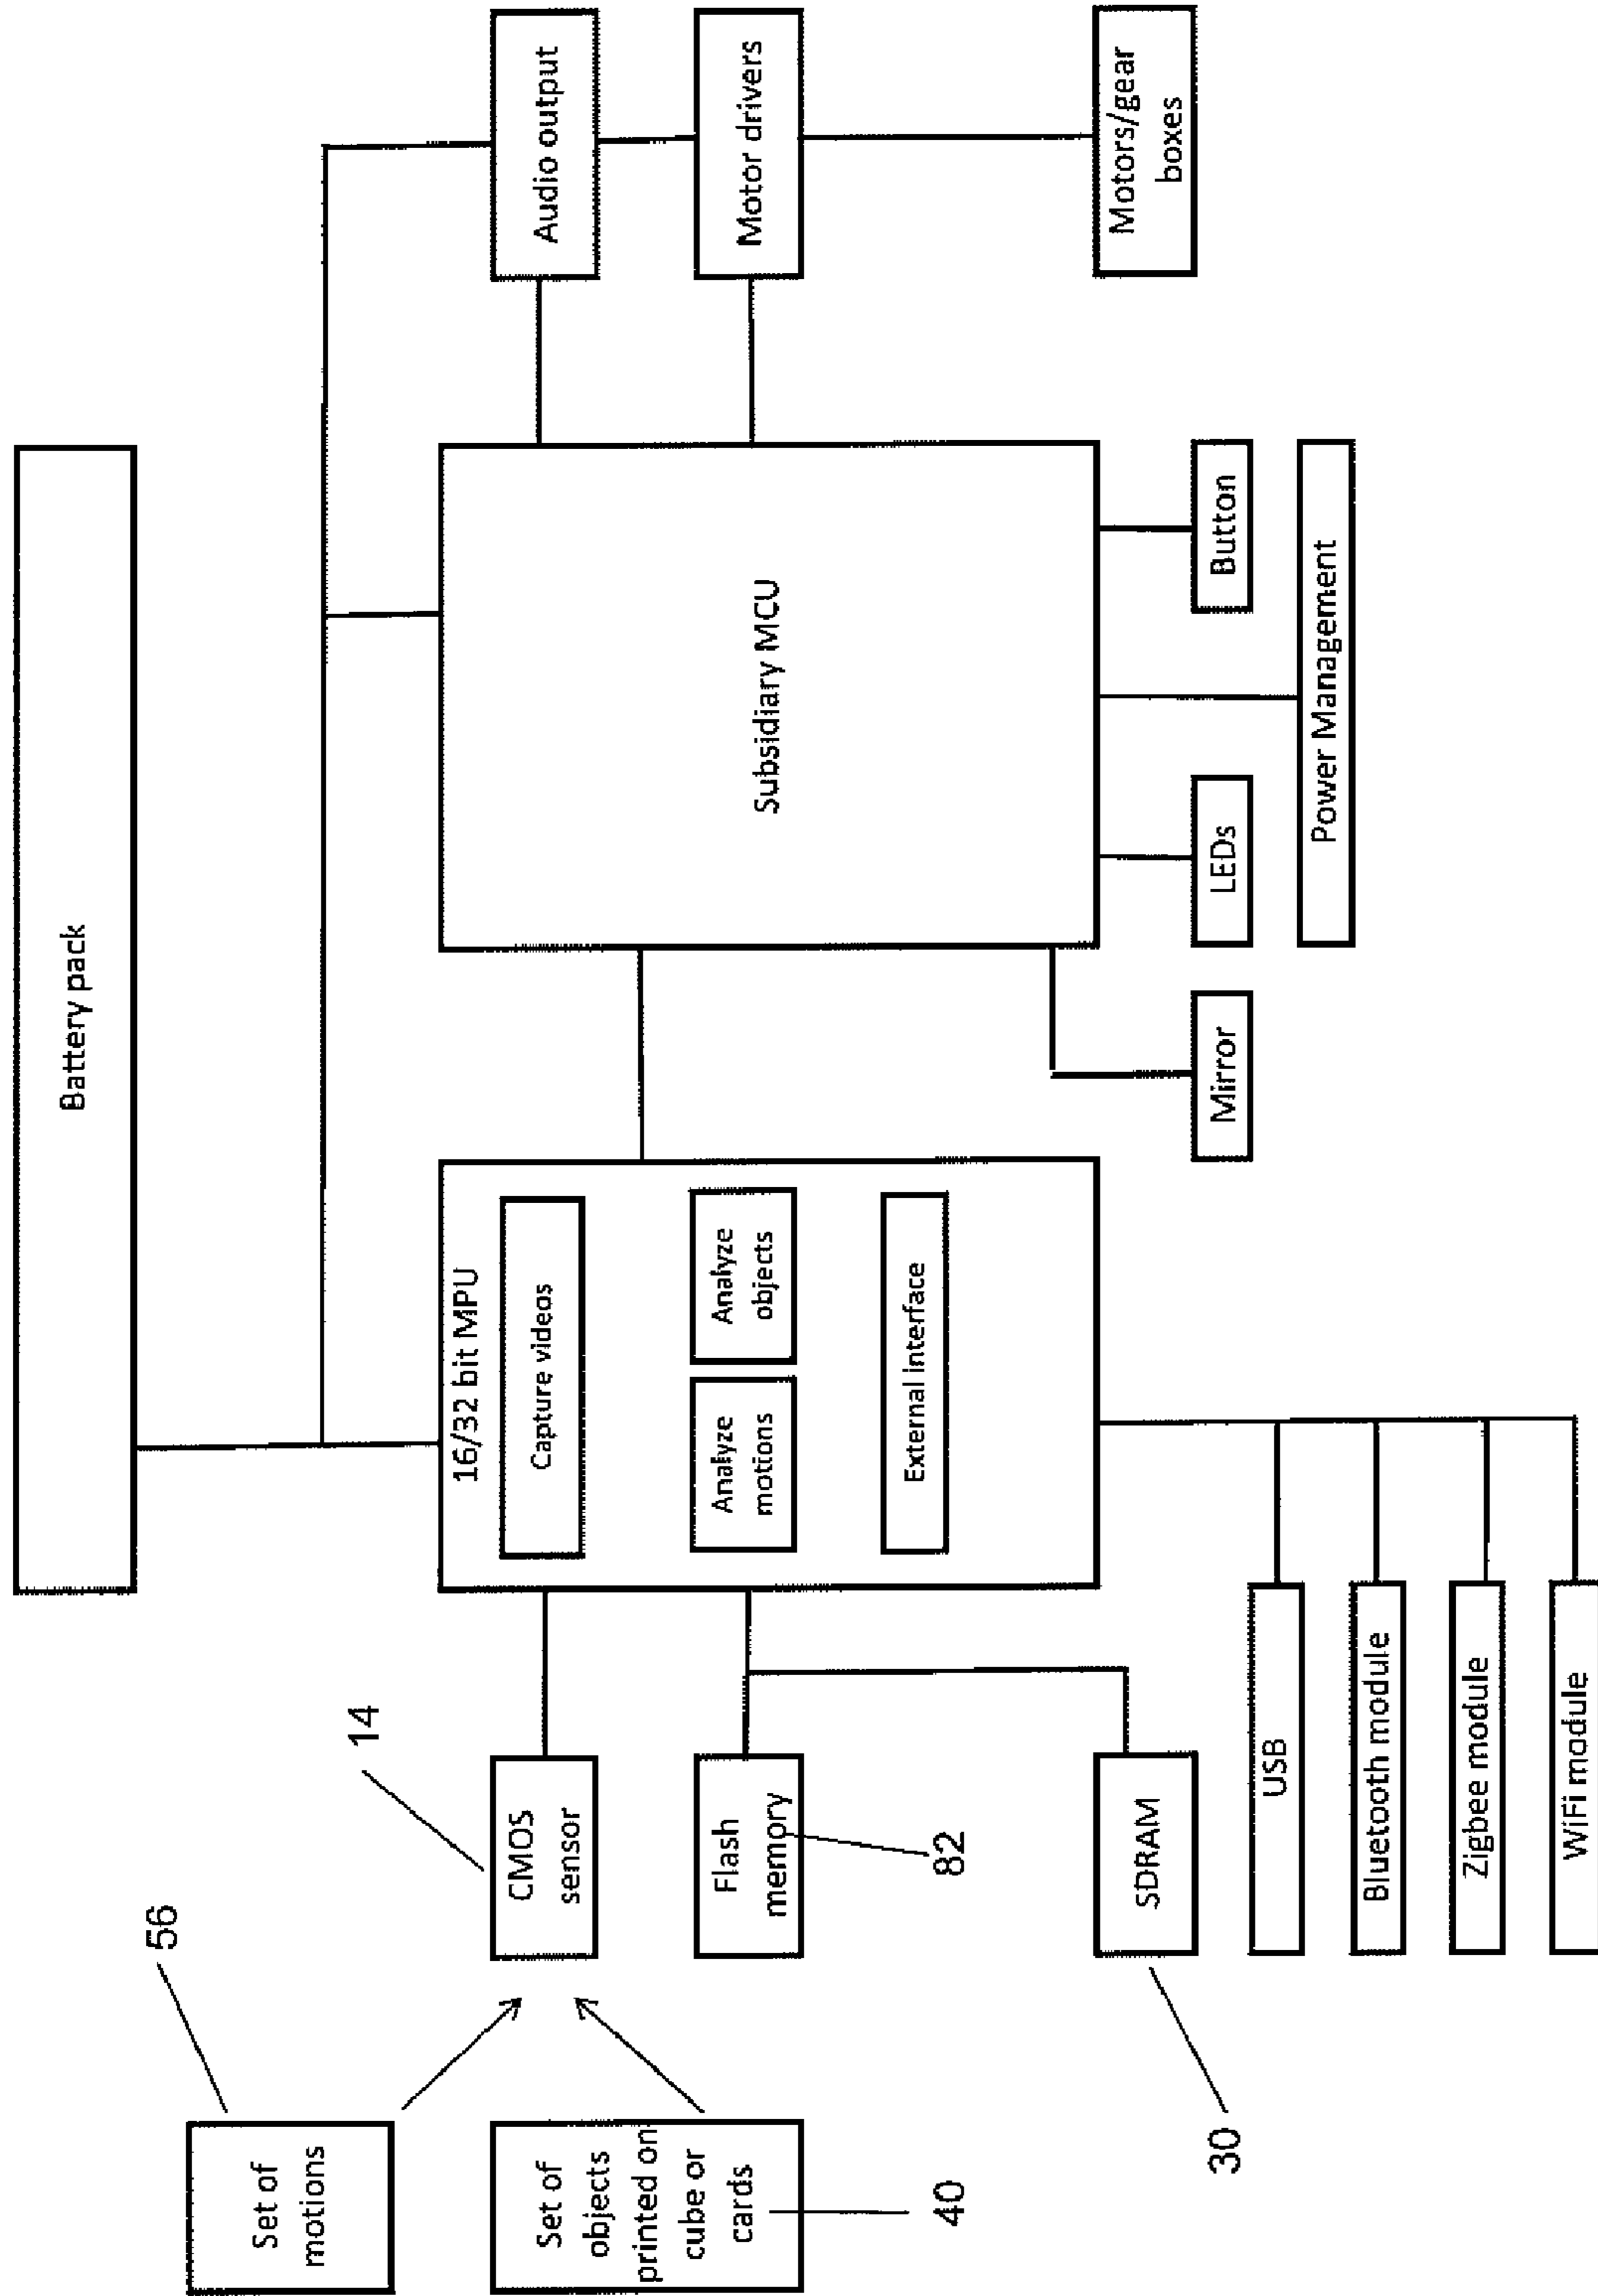 Battery pack
Set of
motions
56
Set of
objects
printed on
cube or
cards
40
14
CMOS
sensor
Flash
memory
82
SDRAM
30
USB
Bluetooth module
Zigbee module
WiFi module
16/32 bit MPU
Capture videos
Analyze
motions
Analyze
objects
External interface
Subsidiary MCU
Mirror
LEDs
Button
Power Management
Audio output
Motor drivers
Motors/gear
boxes